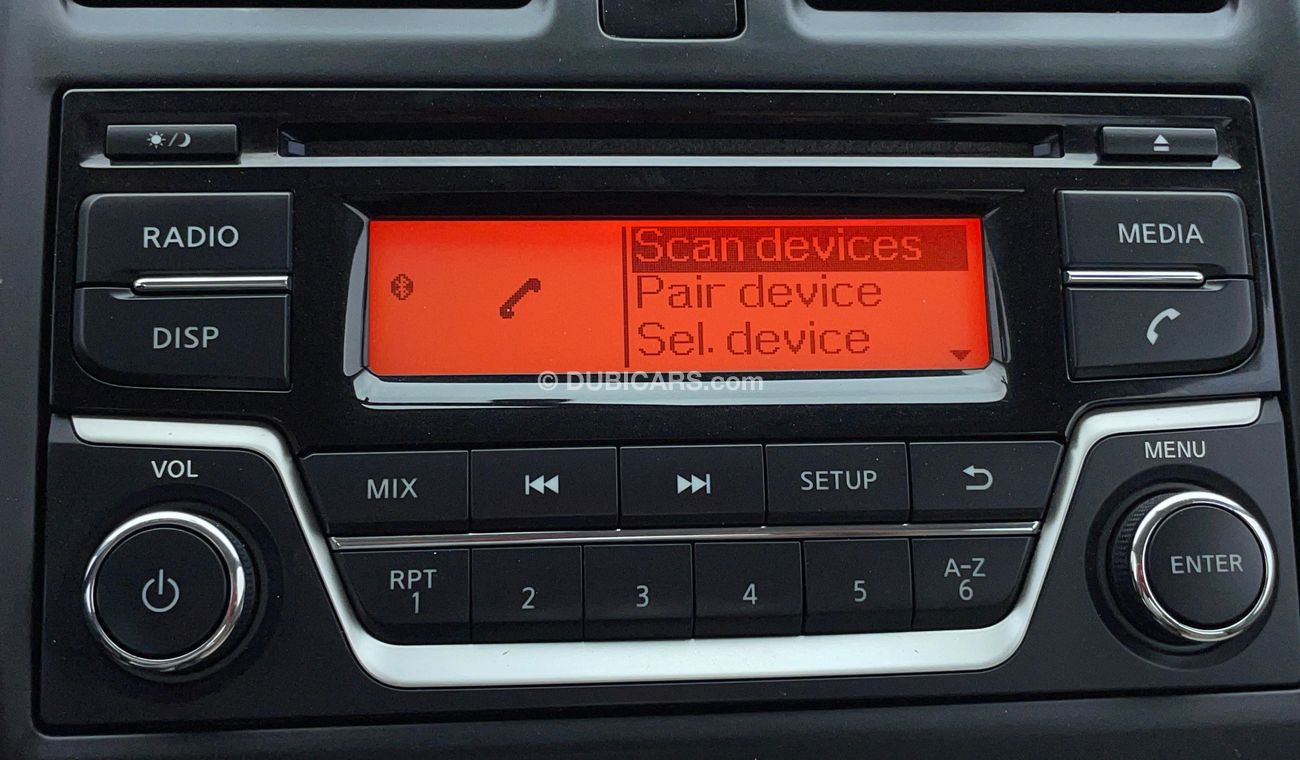 RADIO
DISP
Scan devices
Pair device
Sel. device
MEDIA
© DUBICARS.com
VOL
MIX
SETUP
MENU
RPT
1
2
3
4
5
A-Z
6
ENTER